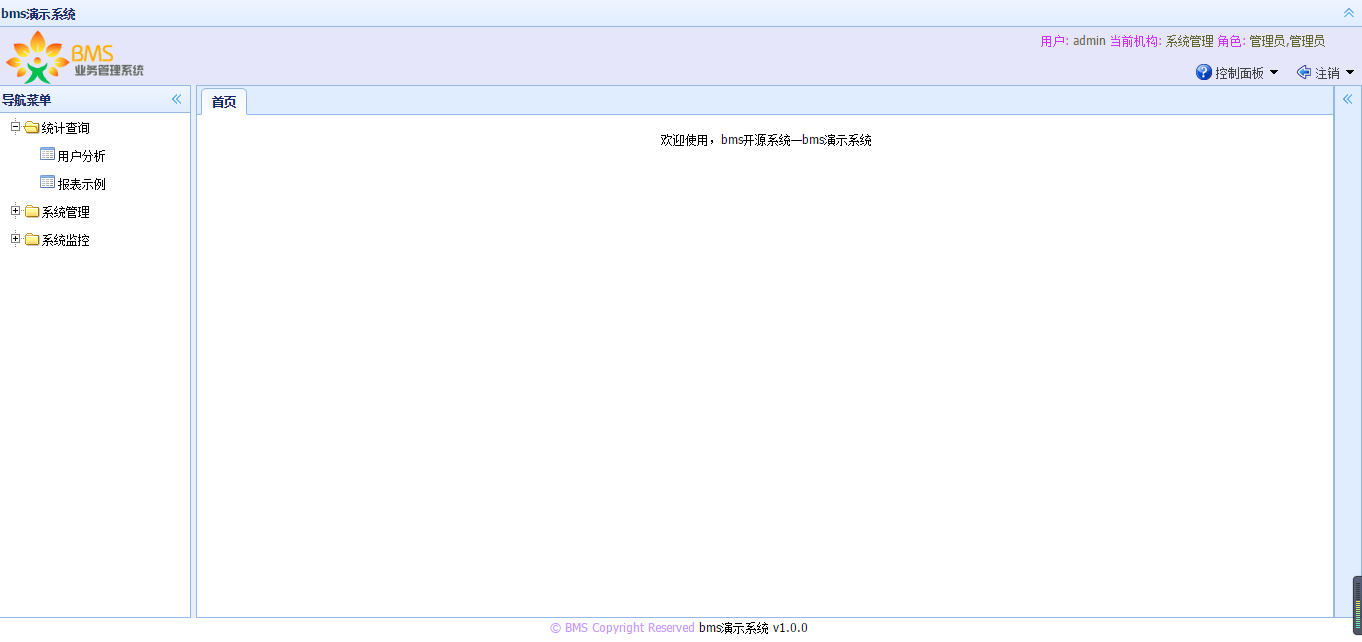 bms演示系统
BMS
业务管理系统
用户: admin 当前机构: 系统管理 角色: 管理员,管理员
控制面板 注销
导航菜单
首页
统计查询
用户分析
报表示例
系统管理
系统监控
欢迎使用，bms开源系统—bms演示系统
© BMS Copyright Reserved bms演示系统 v1.0.0